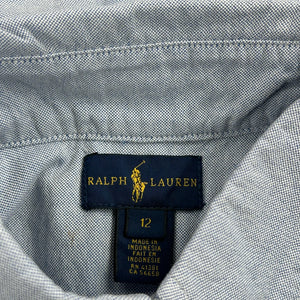 RALPH LAUREN
12
MADE IN
INDONESIA
FAIT EN
INDONÉSIE
RN 41381
CA 56658